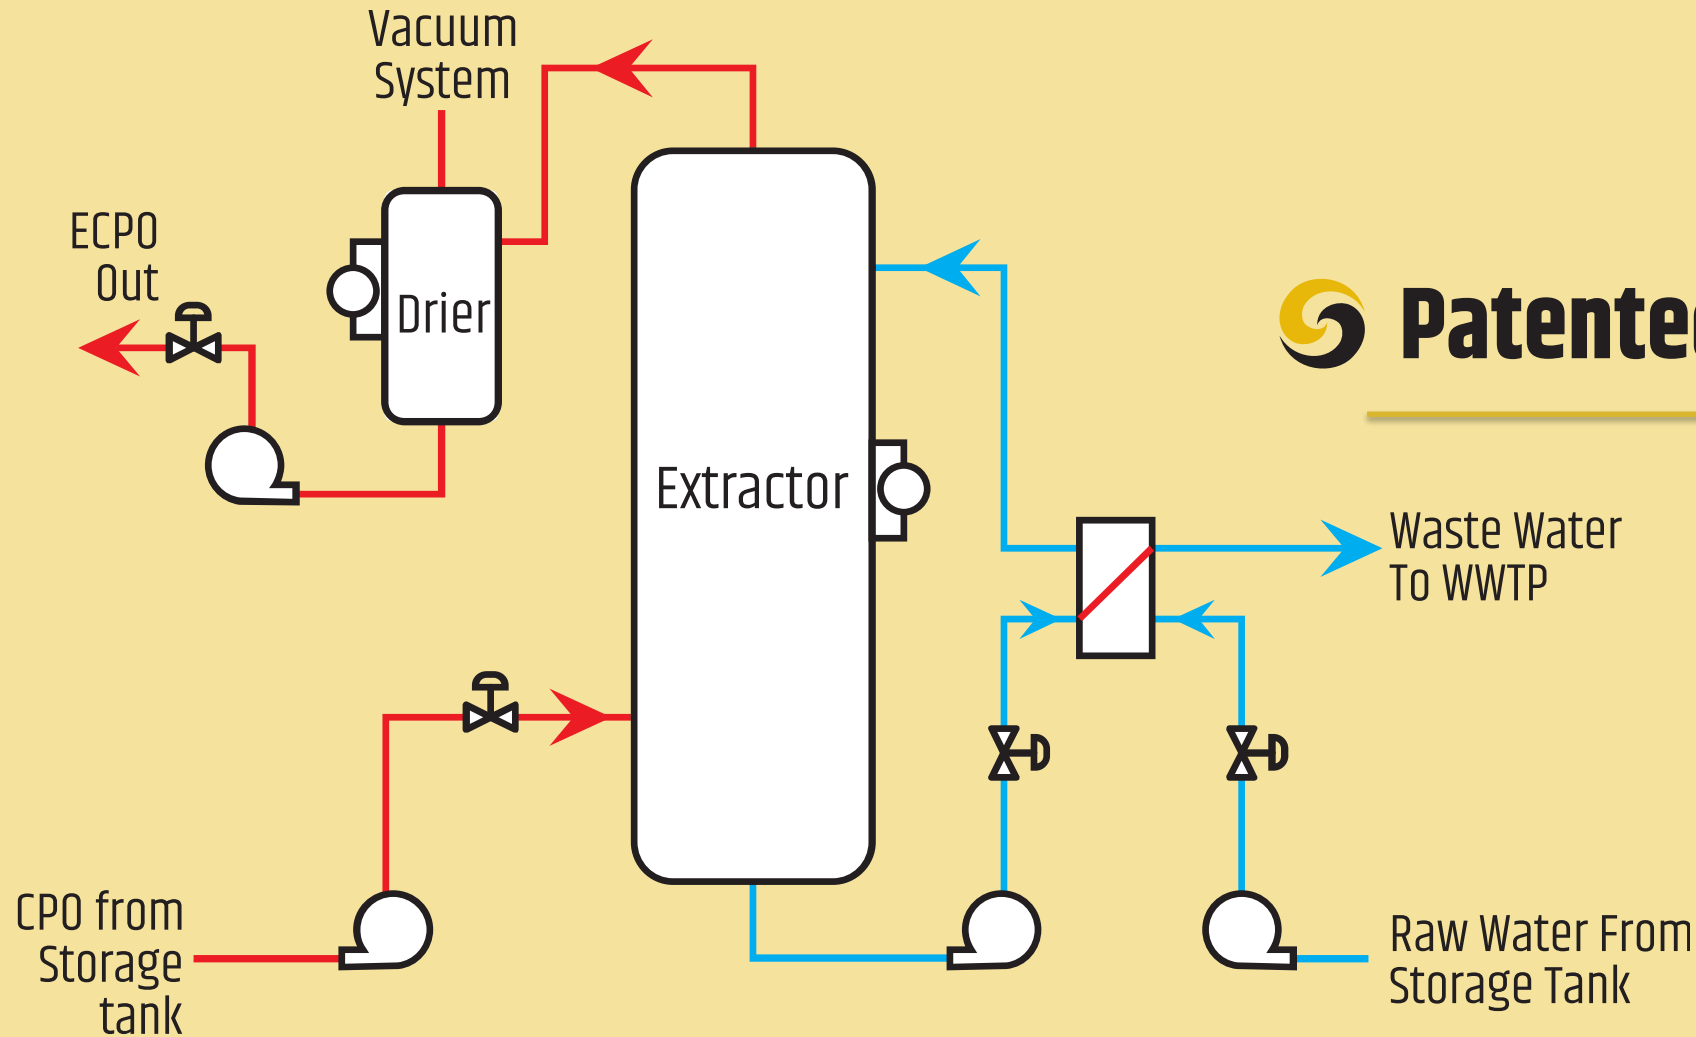 Vacuum
System
ECPO
Out
Drier
Extractor
Waste Water
To WWTP
CPO from
Storage
tank
Raw Water From
Storage Tank